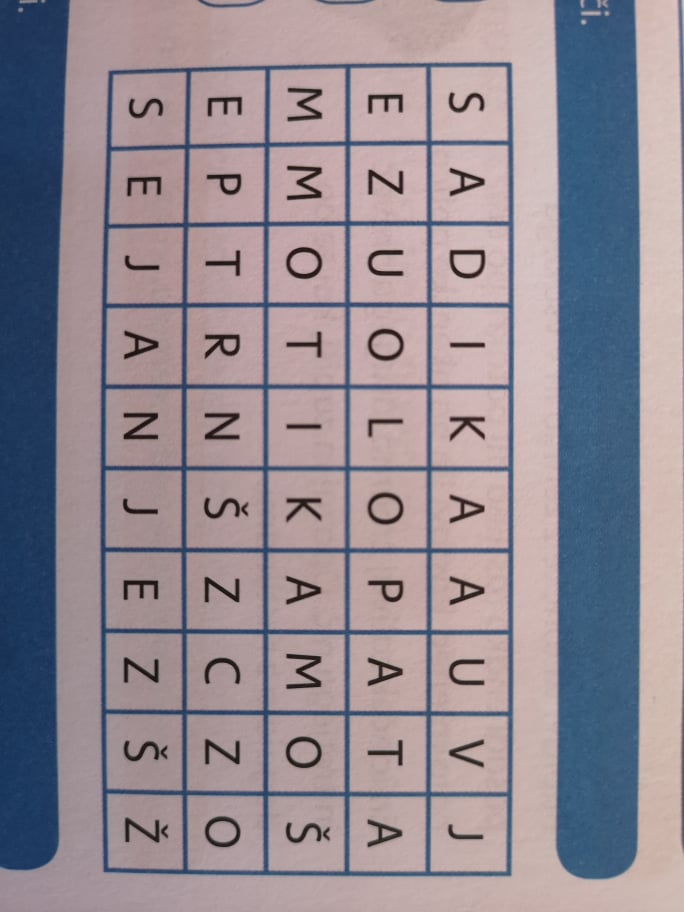 či.
S A D I K A A U V J
E Z U O L O P A T A
M M O T I K A M O Š
E P T R N Š Z C Z O
S E J A N J E Z Š Ž
i.